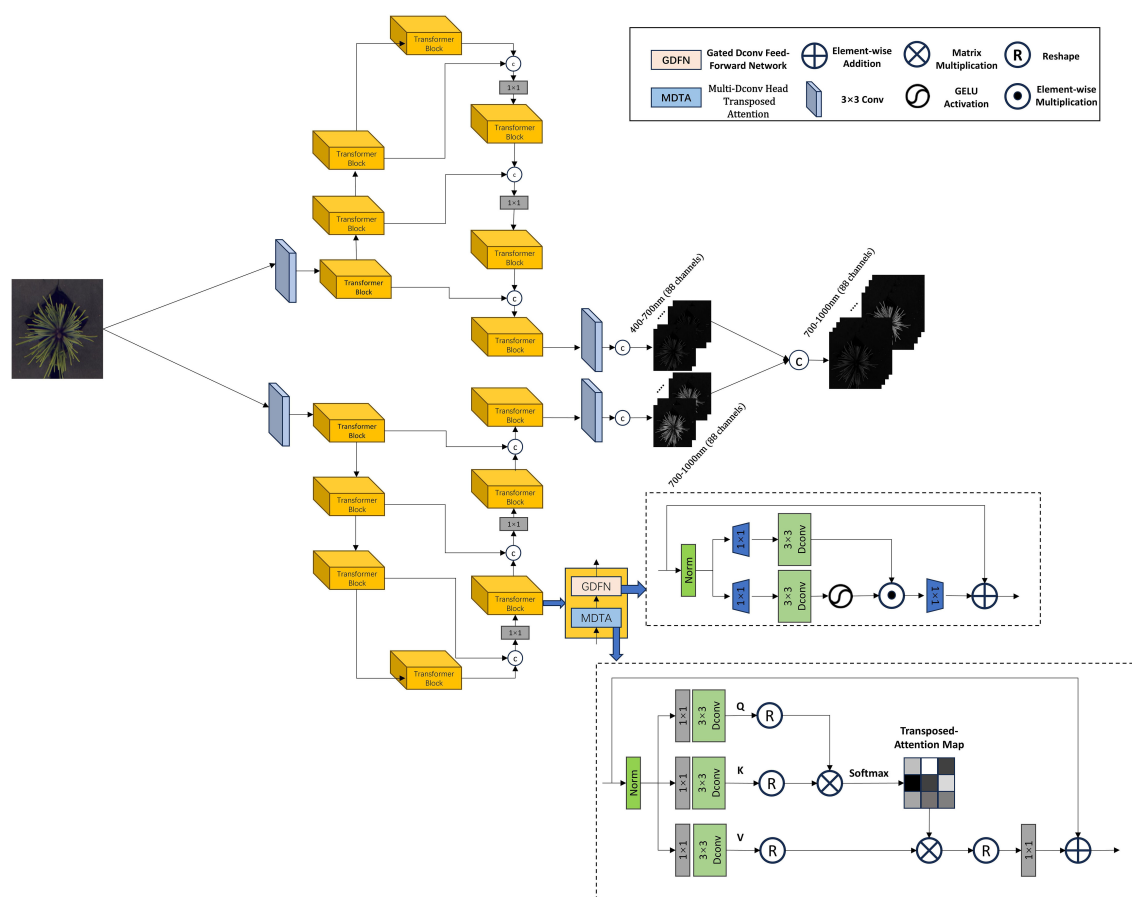 Transformer
Block
C
1×1
Transformer
Block
Transformer
Block
C
1×1
Transformer
Block
Transformer
Block
Transformer
Block
C
Transformer
Block
C
400-700nm (88 channels)
....
C
700-1000nm (88 channels)
....
GDFN
Gated Dconv Feed-
Forward Network
Element-wise
Addition
Matrix
Multiplication
R
Reshape
MDTA
Multi-Dconv Head
Transposed
Attention
3×3 Conv
GELU
Activation
Element-wise
Multiplication
Transformer
Block
Transformer
Block
C
....
700-1000nm (88 channels)
C
Transformer
Block
Transformer
Block
1×1
C
Transformer
Block
Transformer
Block
1×1
C
Transformer
Block
GDFN
MDTA
Norm
1×1
3×3
Dconv
1×1
3×3
Dconv
1×1
Norm
1×1
3×3
Dconv
Q
R
1×1
3×3
Dconv
K
R
Softmax
Transposed-
Attention Map
1×1
3×3
Dconv
V
R
R
1×1